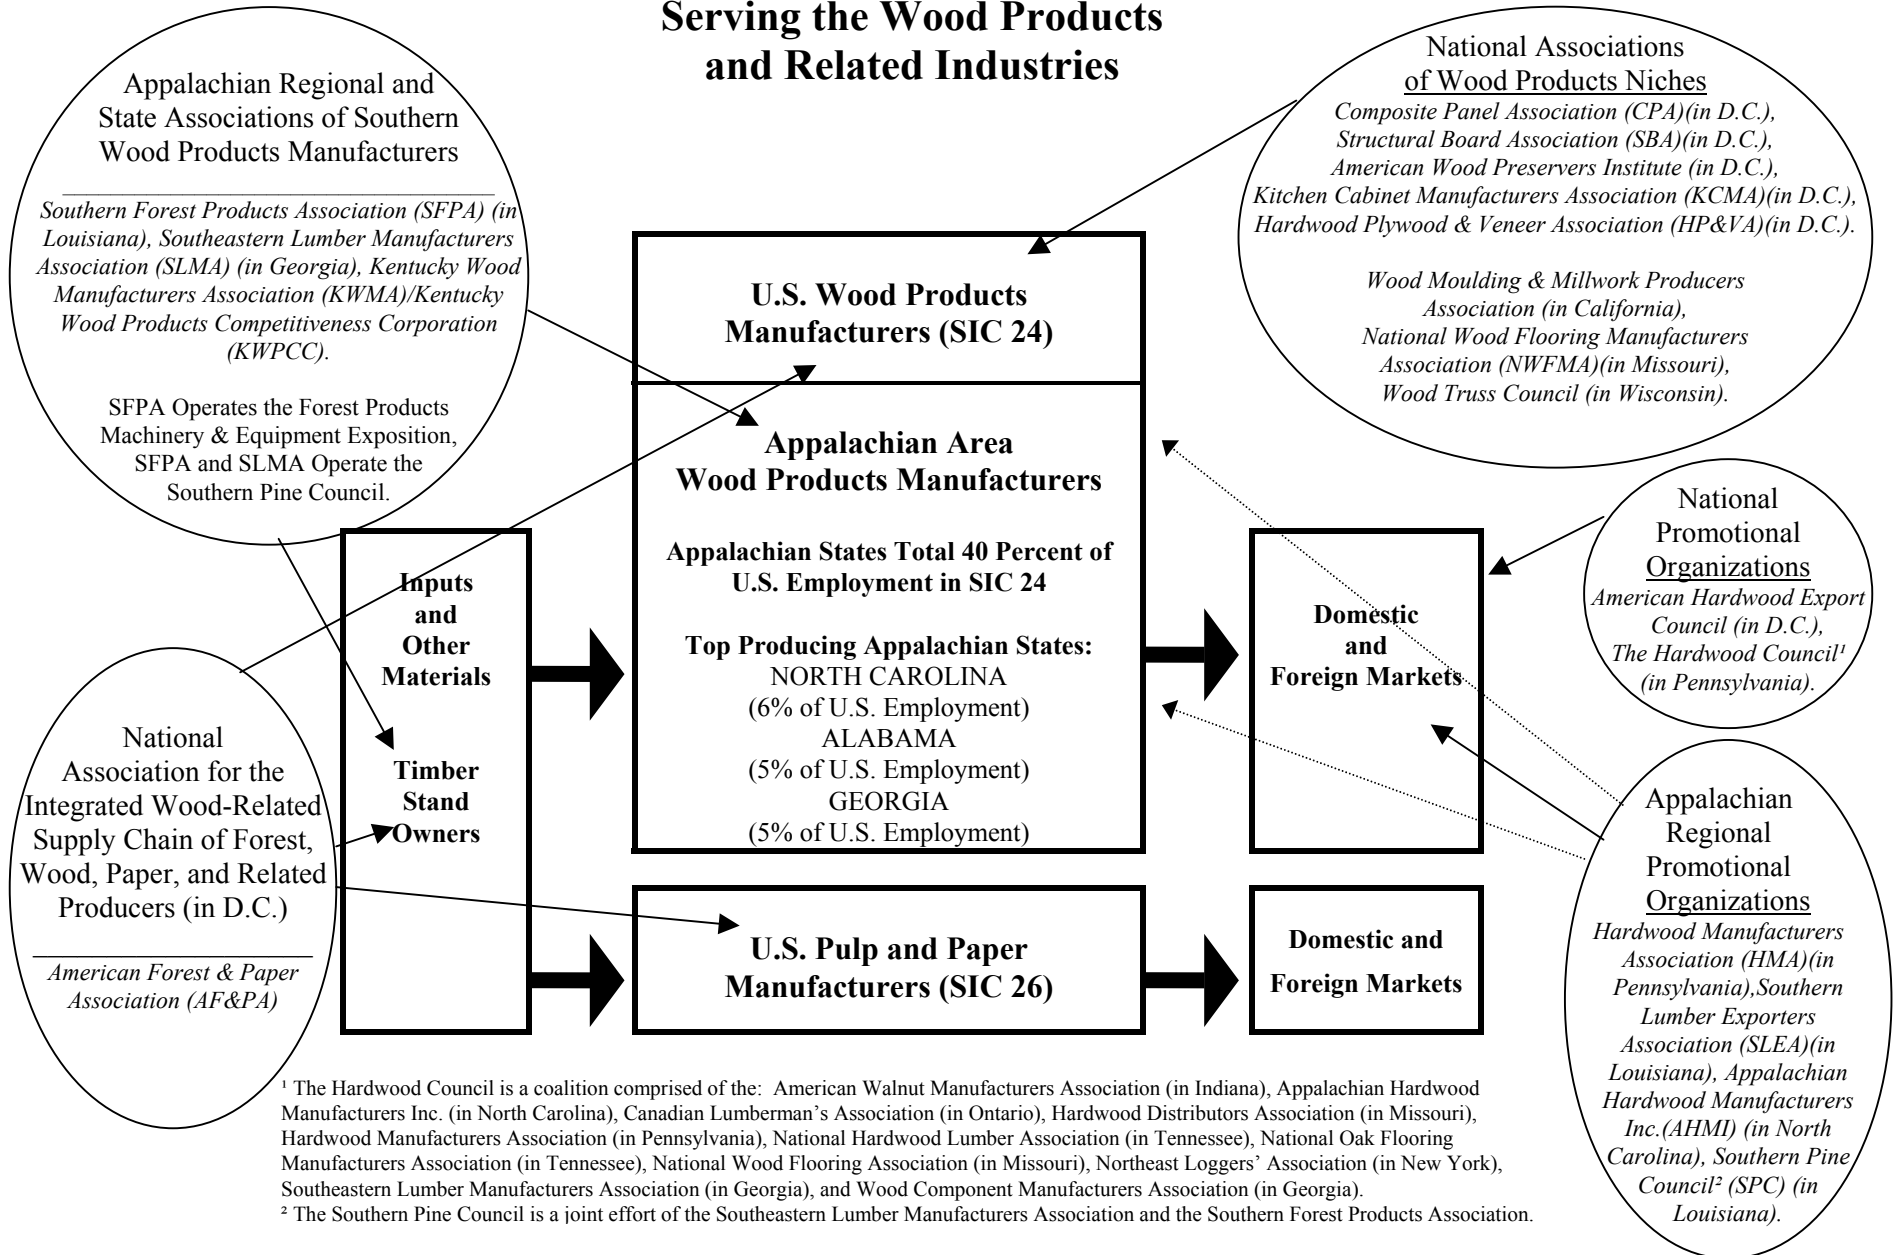 Serving the Wood Products
and Related Industries
Appalachian Regional and
State Associations of Southern
Wood Products Manufacturers
Southern Forest Products Association (SFPA) (in
Louisiana), Southeastern Lumber Manufacturers
Association (SLMA) (in Georgia), Kentucky Wood
Manufacturers Association (KWMA)/Kentucky
Wood Products Competitiveness Corporation
(KWPCC).
SFPA Operates the Forest Products
Machinery & Equipment Exposition,
SFPA and SLMA Operate the
Southern Pine Council.
National
Association for the
Integrated Wood-Related
Supply Chain of Forest,
Wood, Paper, and Related
Producers (in D.C.)
American Forest & Paper
Association (AF&PA)
Inputs
and
Other
Materials
Timber
Stand
Owners
U.S. Wood Products
Manufacturers (SIC 24)
Appalachian Area
Wood Products Manufacturers
Appalachian States Total 40 Percent of
U.S. Employment in SIC 24
Top Producing Appalachian States:
NORTH CAROLINA
(6% of U.S. Employment)
ALABAMA
(5% of U.S. Employment)
GEORGIA
(5% of U.S. Employment)
U.S. Pulp and Paper
Manufacturers (SIC 26)
Domestic
and
Foreign Markets
Domestic and
Foreign Markets
National Associations
of Wood Products Niches
Composite Panel Association (CPA)(in D.C.),
Structural Board Association (SBA)(in D.C.),
American Wood Preservers Institute (in D.C.),
Kitchen Cabinet Manufacturers Association (KCMA)(in D.C.),
Hardwood Plywood & Veneer Association (HP&VA)(in D.C.).
Wood Moulding & Millwork Producers
Association (in California),
National Wood Flooring Manufacturers
Association (NWFMA)(in Missouri),
Wood Truss Council (in Wisconsin).
National
Promotional
Organizations
American Hardwood Export
Council (in D.C.),
The Hardwood Council¹
(in Pennsylvania).
Appalachian
Regional
Promotional
Organizations
Hardwood Manufacturers
Association (HMA)(in
Pennsylvania),Southern
Lumber Exporters
Association (SLEA)(in
Louisiana), Appalachian
Hardwood Manufacturers
Inc.(AHMI) (in North
Carolina), Southern Pine
Council² (SPC) (in
Louisiana).
¹ The Hardwood Council is a coalition comprised of the: American Walnut Manufacturers Association (in Indiana), Appalachian Hardwood
Manufacturers Inc. (in North Carolina), Canadian Lumberman’s Association (in Ontario), Hardwood Distributors Association (in Missouri),
Hardwood Manufacturers Association (in Pennsylvania), National Hardwood Lumber Association (in Tennessee), National Oak Flooring
Manufacturers Association (in Tennessee), National Wood Flooring Association (in Missouri), Northeast Loggers’ Association (in New York),
Southeastern Lumber Manufacturers Association (in Georgia), and Wood Component Manufacturers Association (in Georgia).
² The Southern Pine Council is a joint effort of the Southeastern Lumber Manufacturers Association and the Southern Forest Products Association.